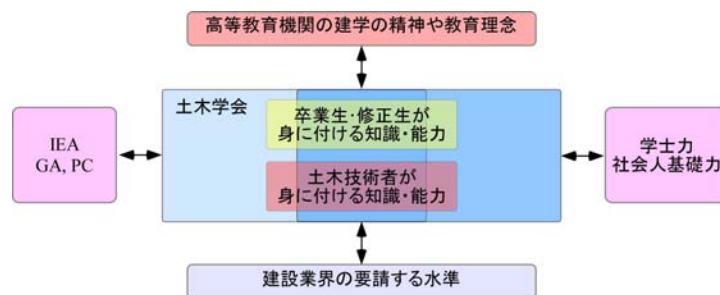 高等教育機関の建学の精神や教育理念
土木学会
卒業生・修正生が
身に付ける知識・能力
IEA
GA, PC
学士力
社会人基礎力
土木技術者が
身に付ける知識・能力
建設業界の要請する水準